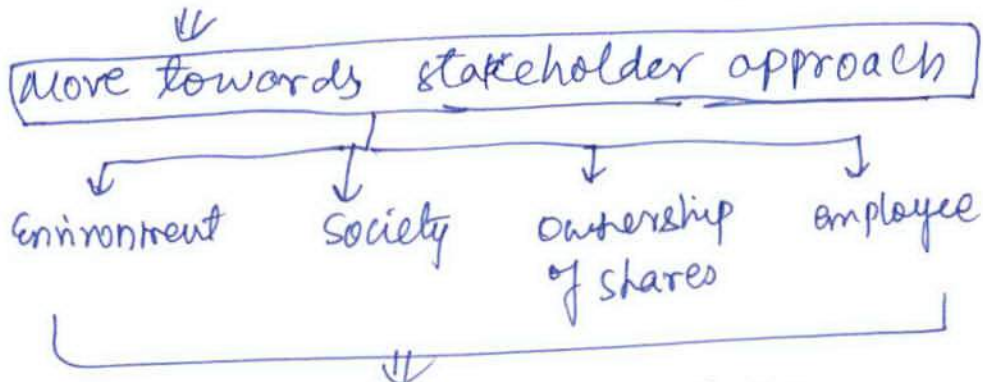 Move towards stakeholder approach
Environment Society Ownership employee
of shares